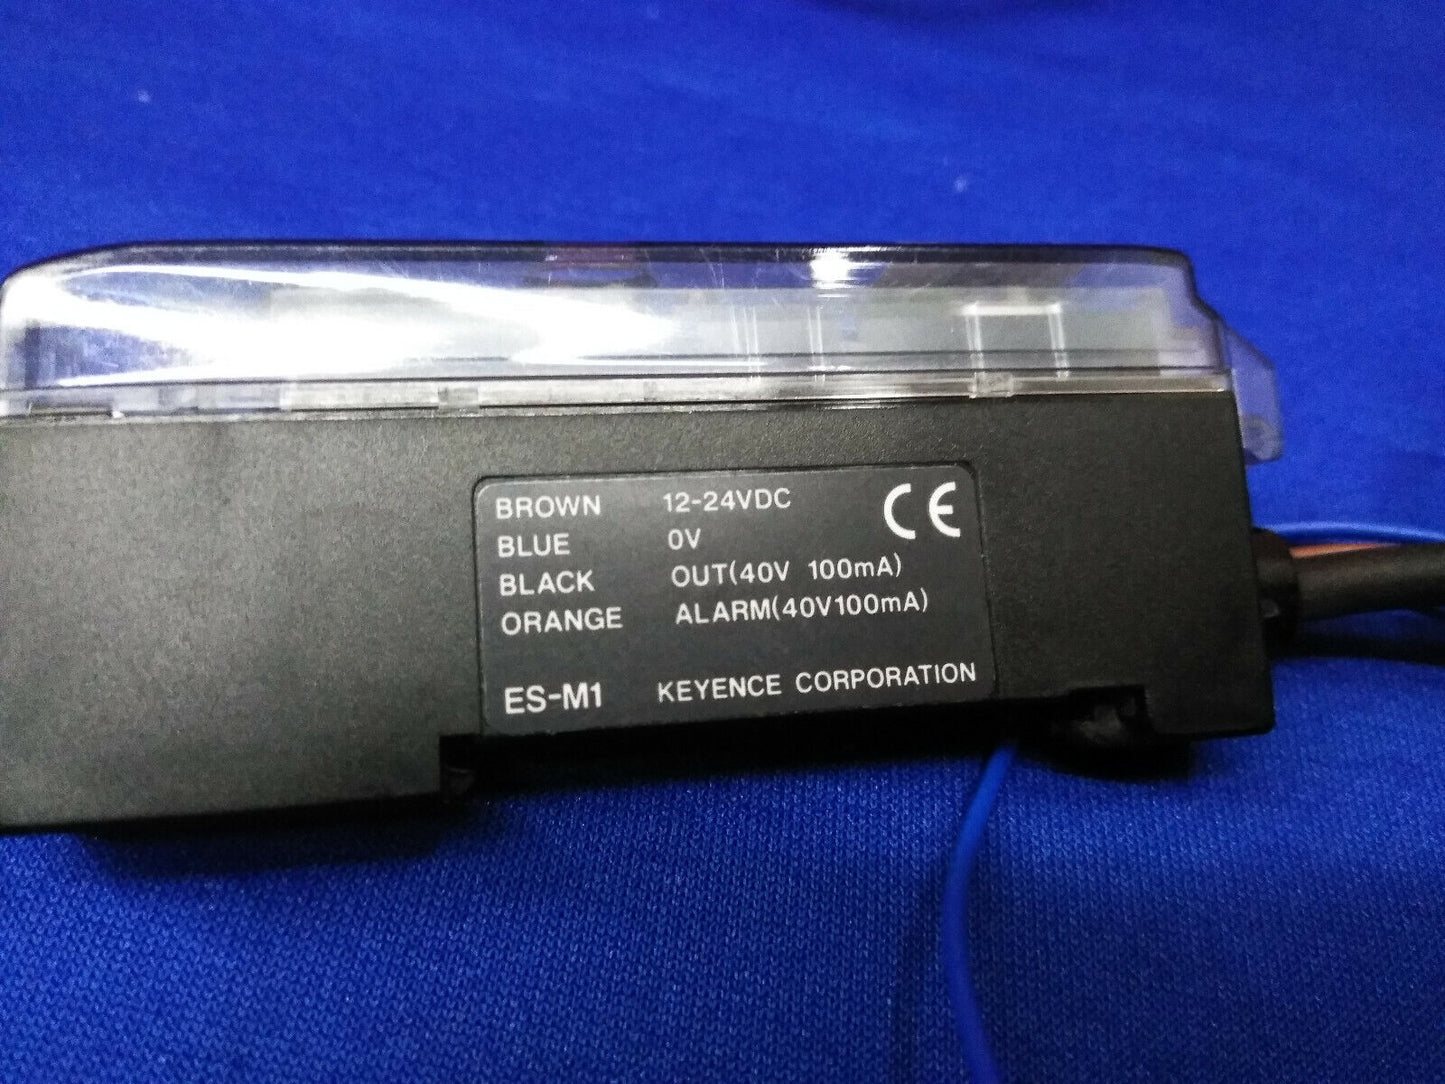 BROWN 12-24VDC CE
BLUE 0V
BLACK OUT(40V 100mA)
ORANGE ALARM(40V100mA)
ES-M1 KEYENCE CORPORATION